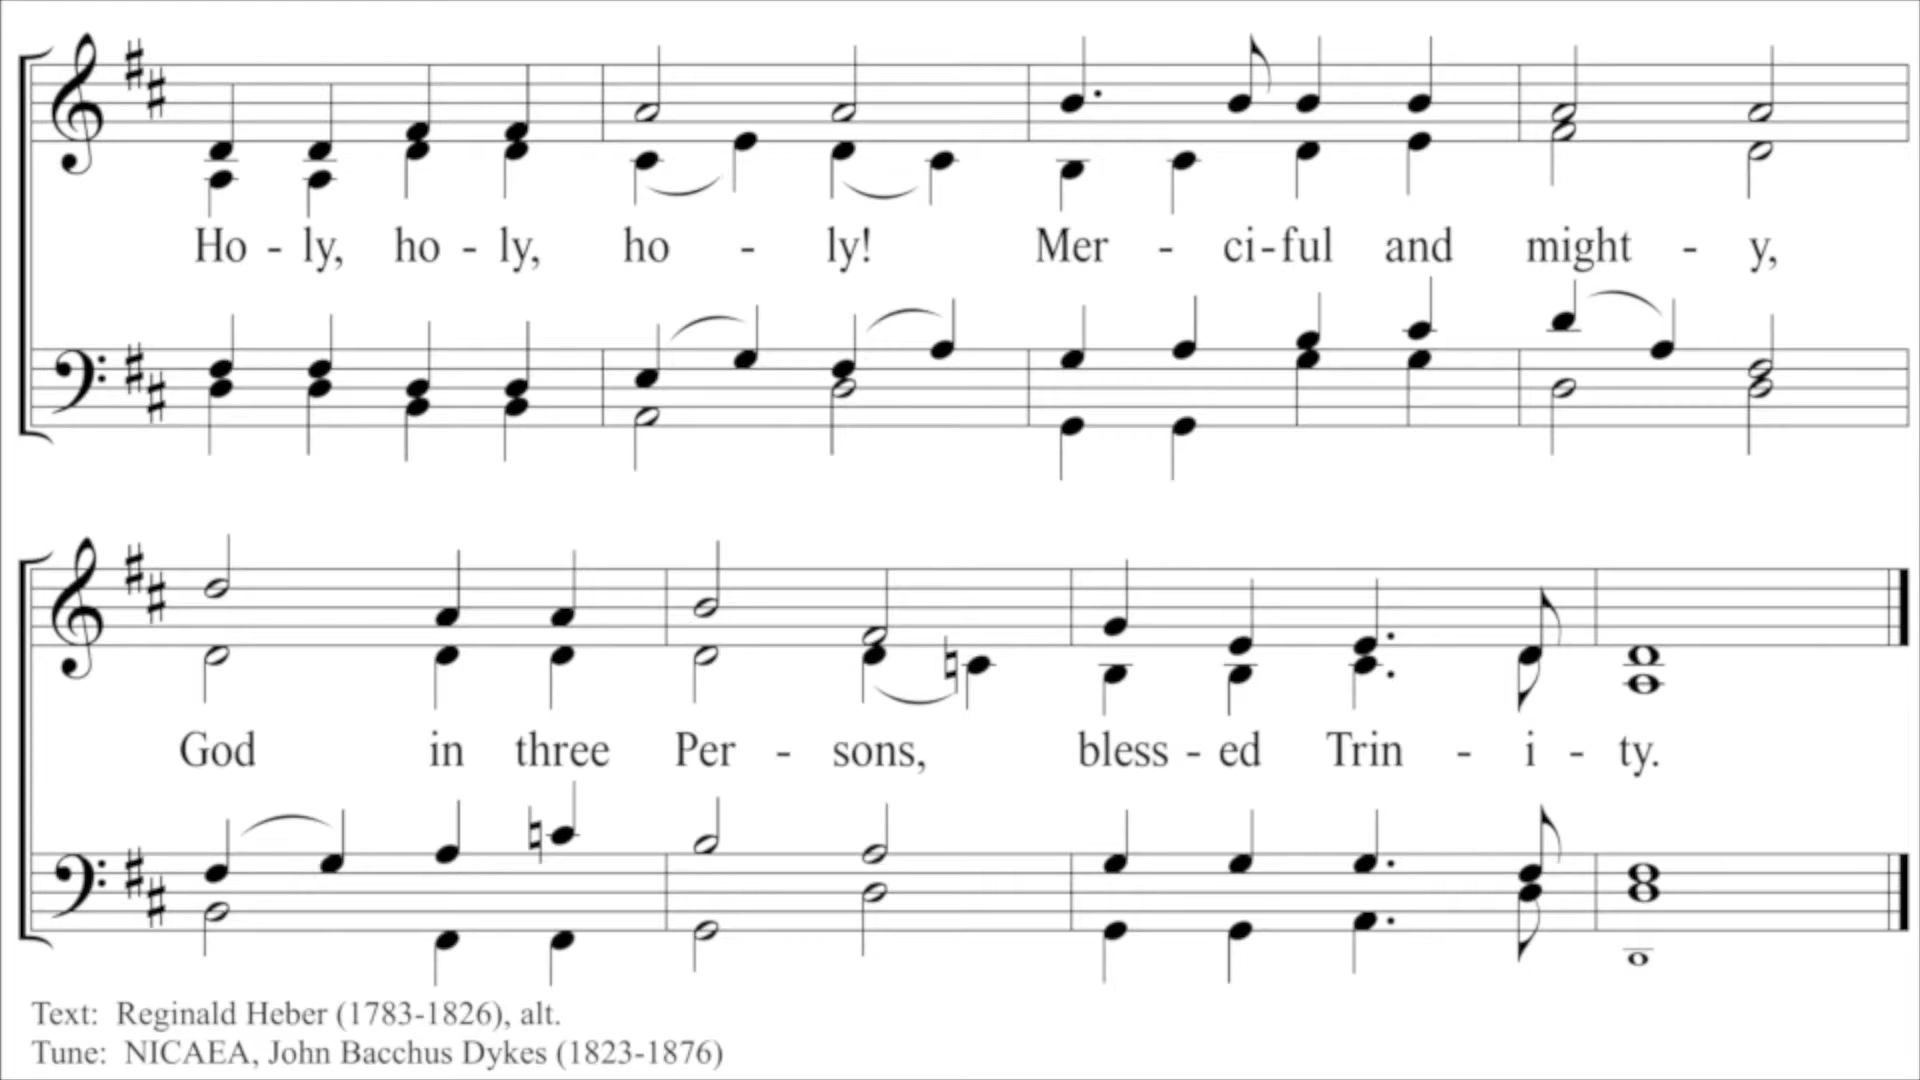 Ho - ly, ho - ly, ho - ly! Mer - ci - ful and might - y,
God in three Per - sons, bless - ed Trin - i - ty.
Text: Reginald Heber (1783-1826), alt.
Tune: NICAEA, John Bacchus Dykes (1823-1876)